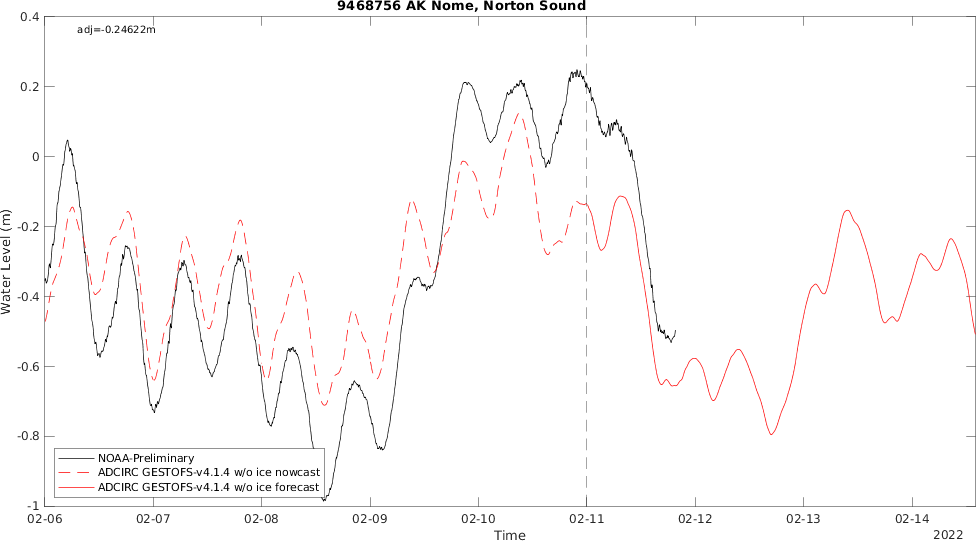 9468756 AK Nome, Norton Sound
adj=-0.24622m
0.4
0.2
0
-0.2
-0.4
-0.6
-0.8
-1
Water Level (m)
NOAA-Preliminary
ADCIRC GESTOFS-v4.1.4 w/o ice nowcast
ADCIRC GESTOFS-v4.1.4 w/o ice forecast
02-06 02-07 02-08 02-09 02-10 02-11 02-12 02-13 02-14
Time
2022